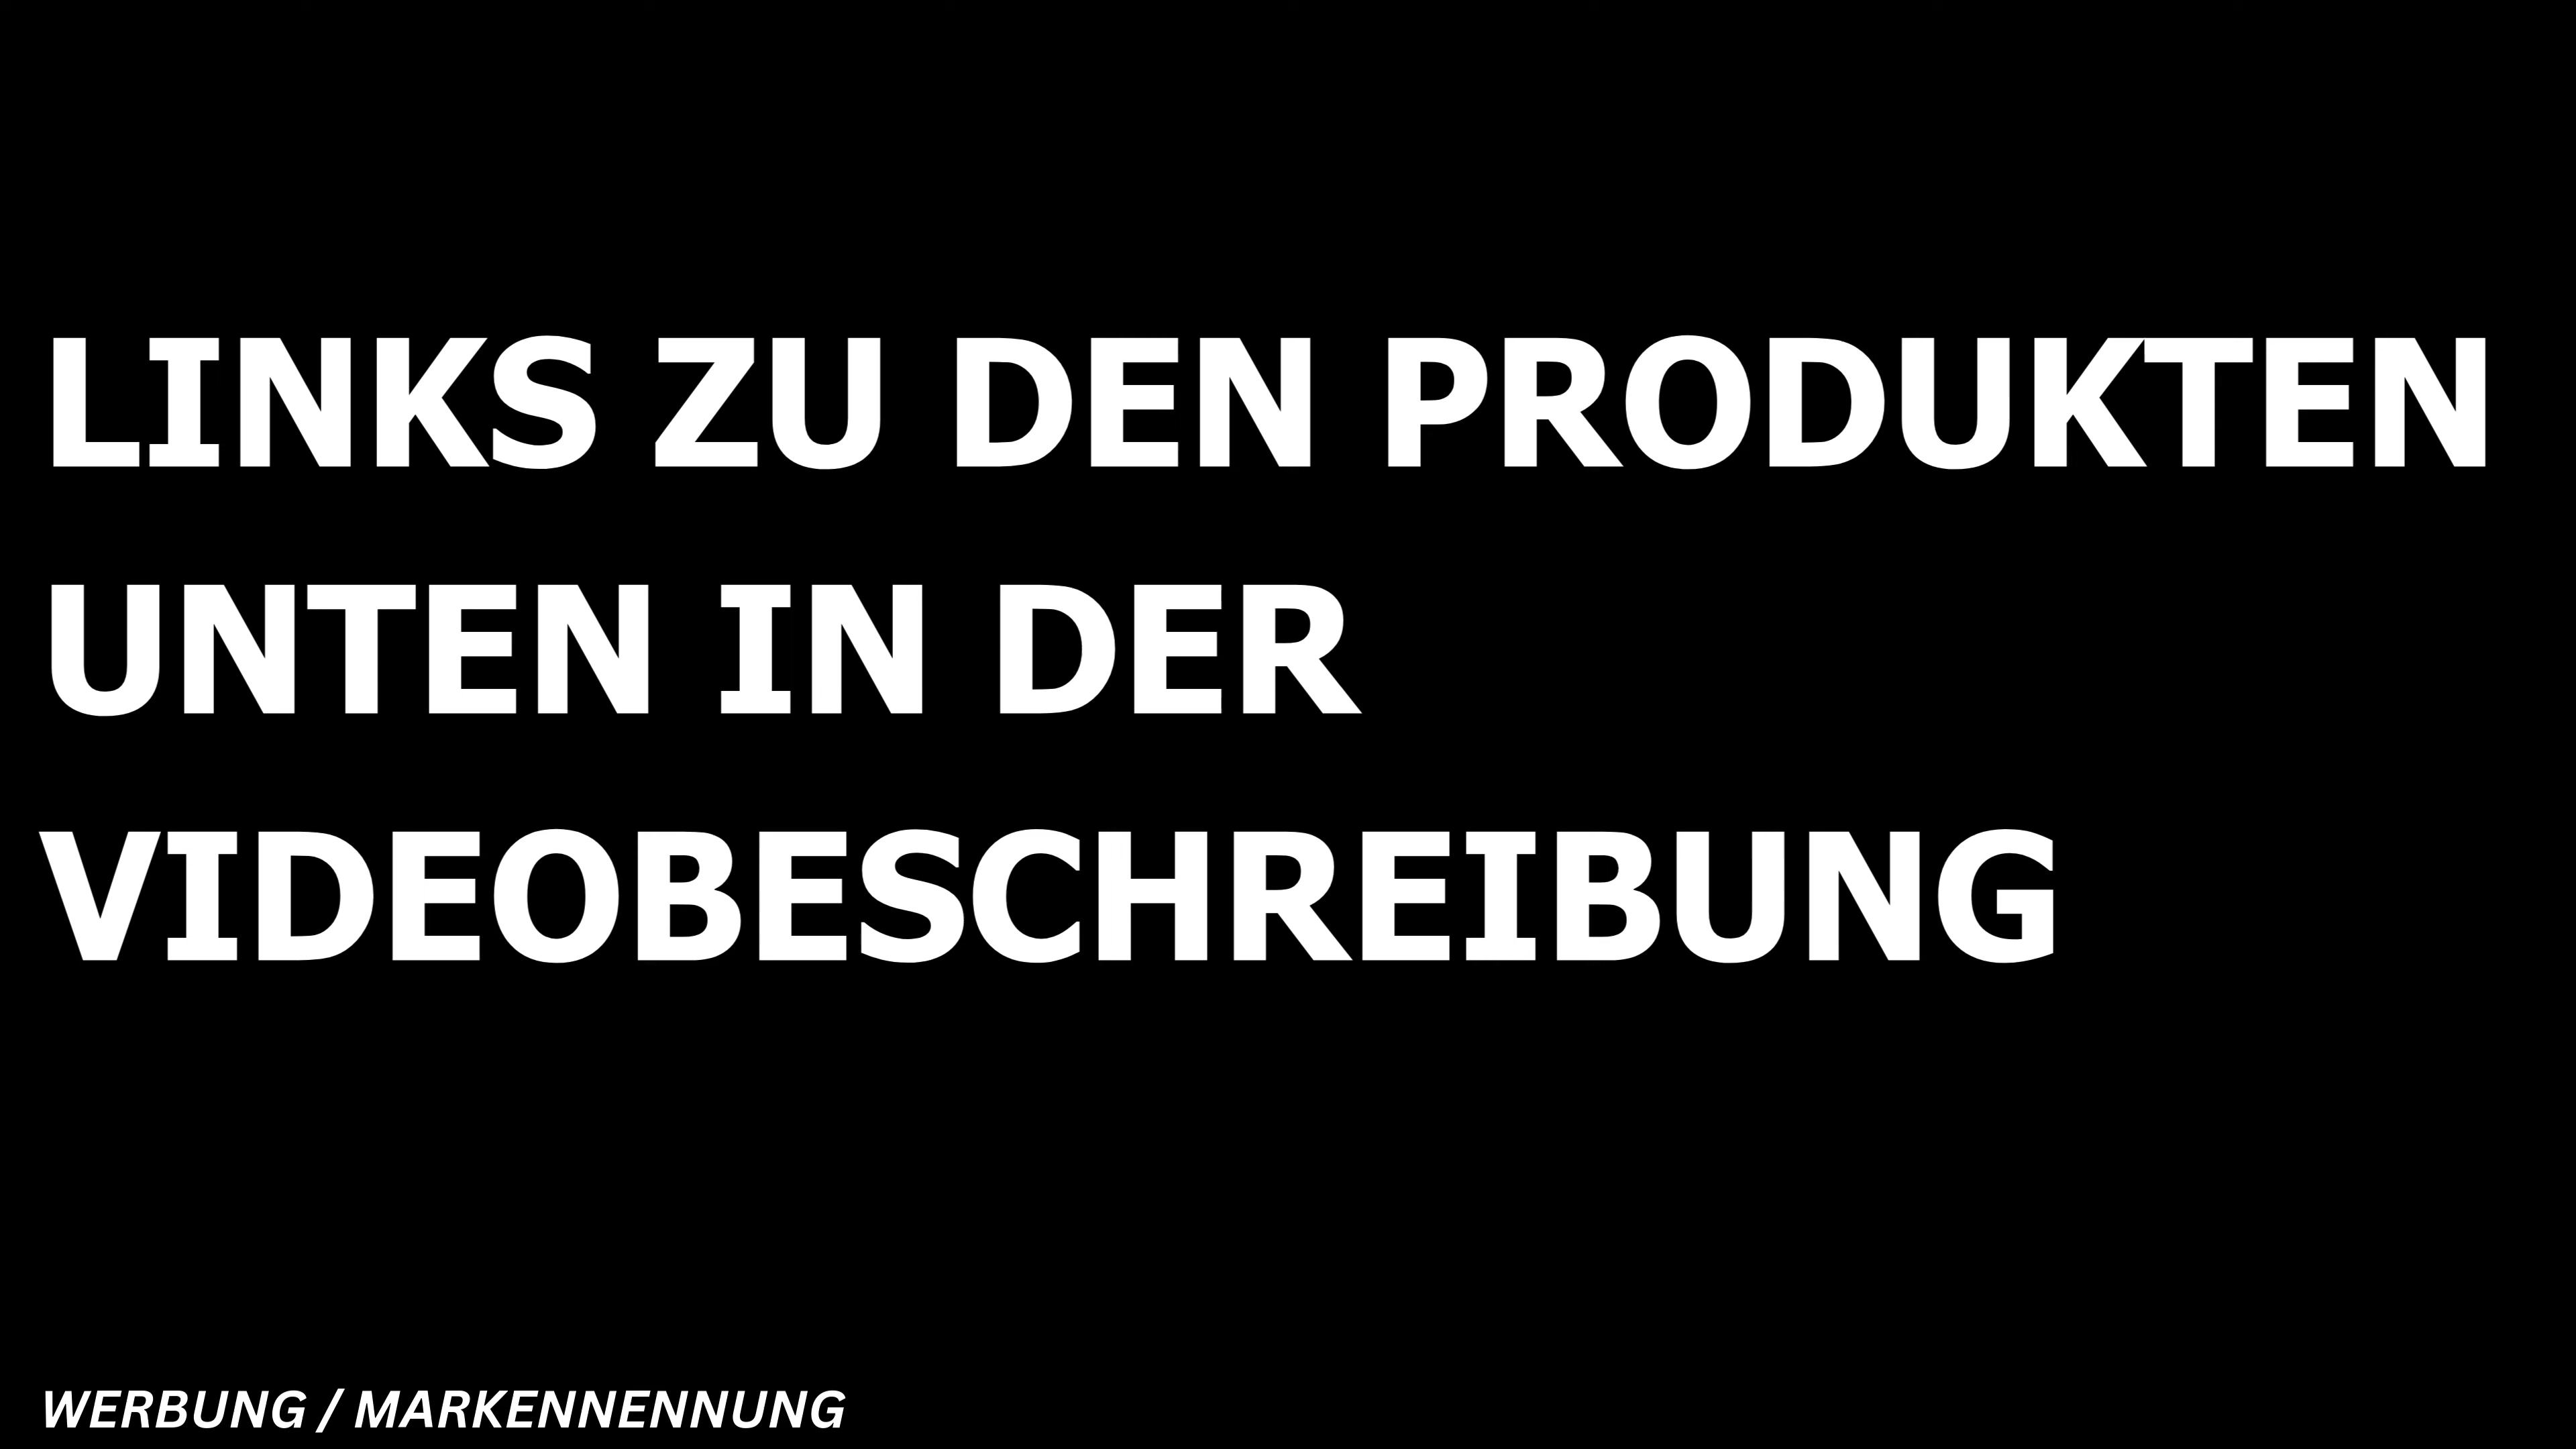 LINKS ZU DEN PRODUKTEN
UNTEN IN DER
VIDEOBESCHREIBUNG
WERBUNG / MARKENNENNUNG